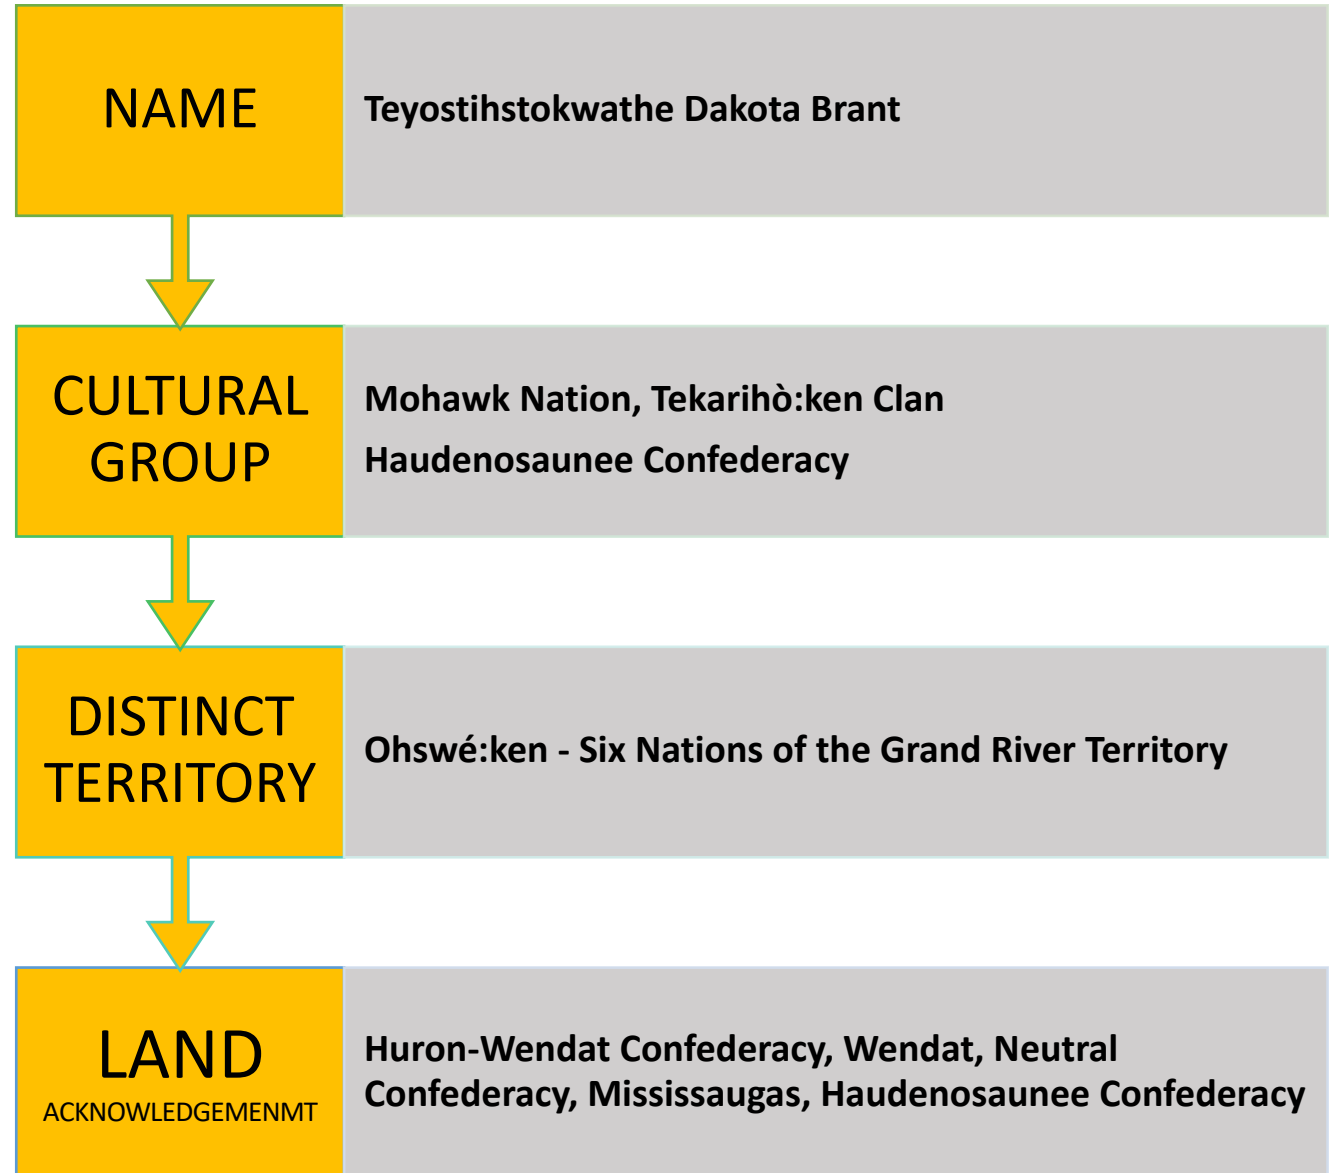 NAME
Teyostihstokwathe Dakota Brant
CULTURAL
GROUP
Mohawk Nation, Tekarihò:ken Clan
Haudenosaunee Confederacy
DISTINCT
TERRITORY
Ohswé:ken - Six Nations of the Grand River Territory
LAND
ACKNOWLEDGEMENMT
Huron-Wendat Confederacy, Wendat, Neutral
Confederacy, Mississaugas, Haudenosaunee Confederacy